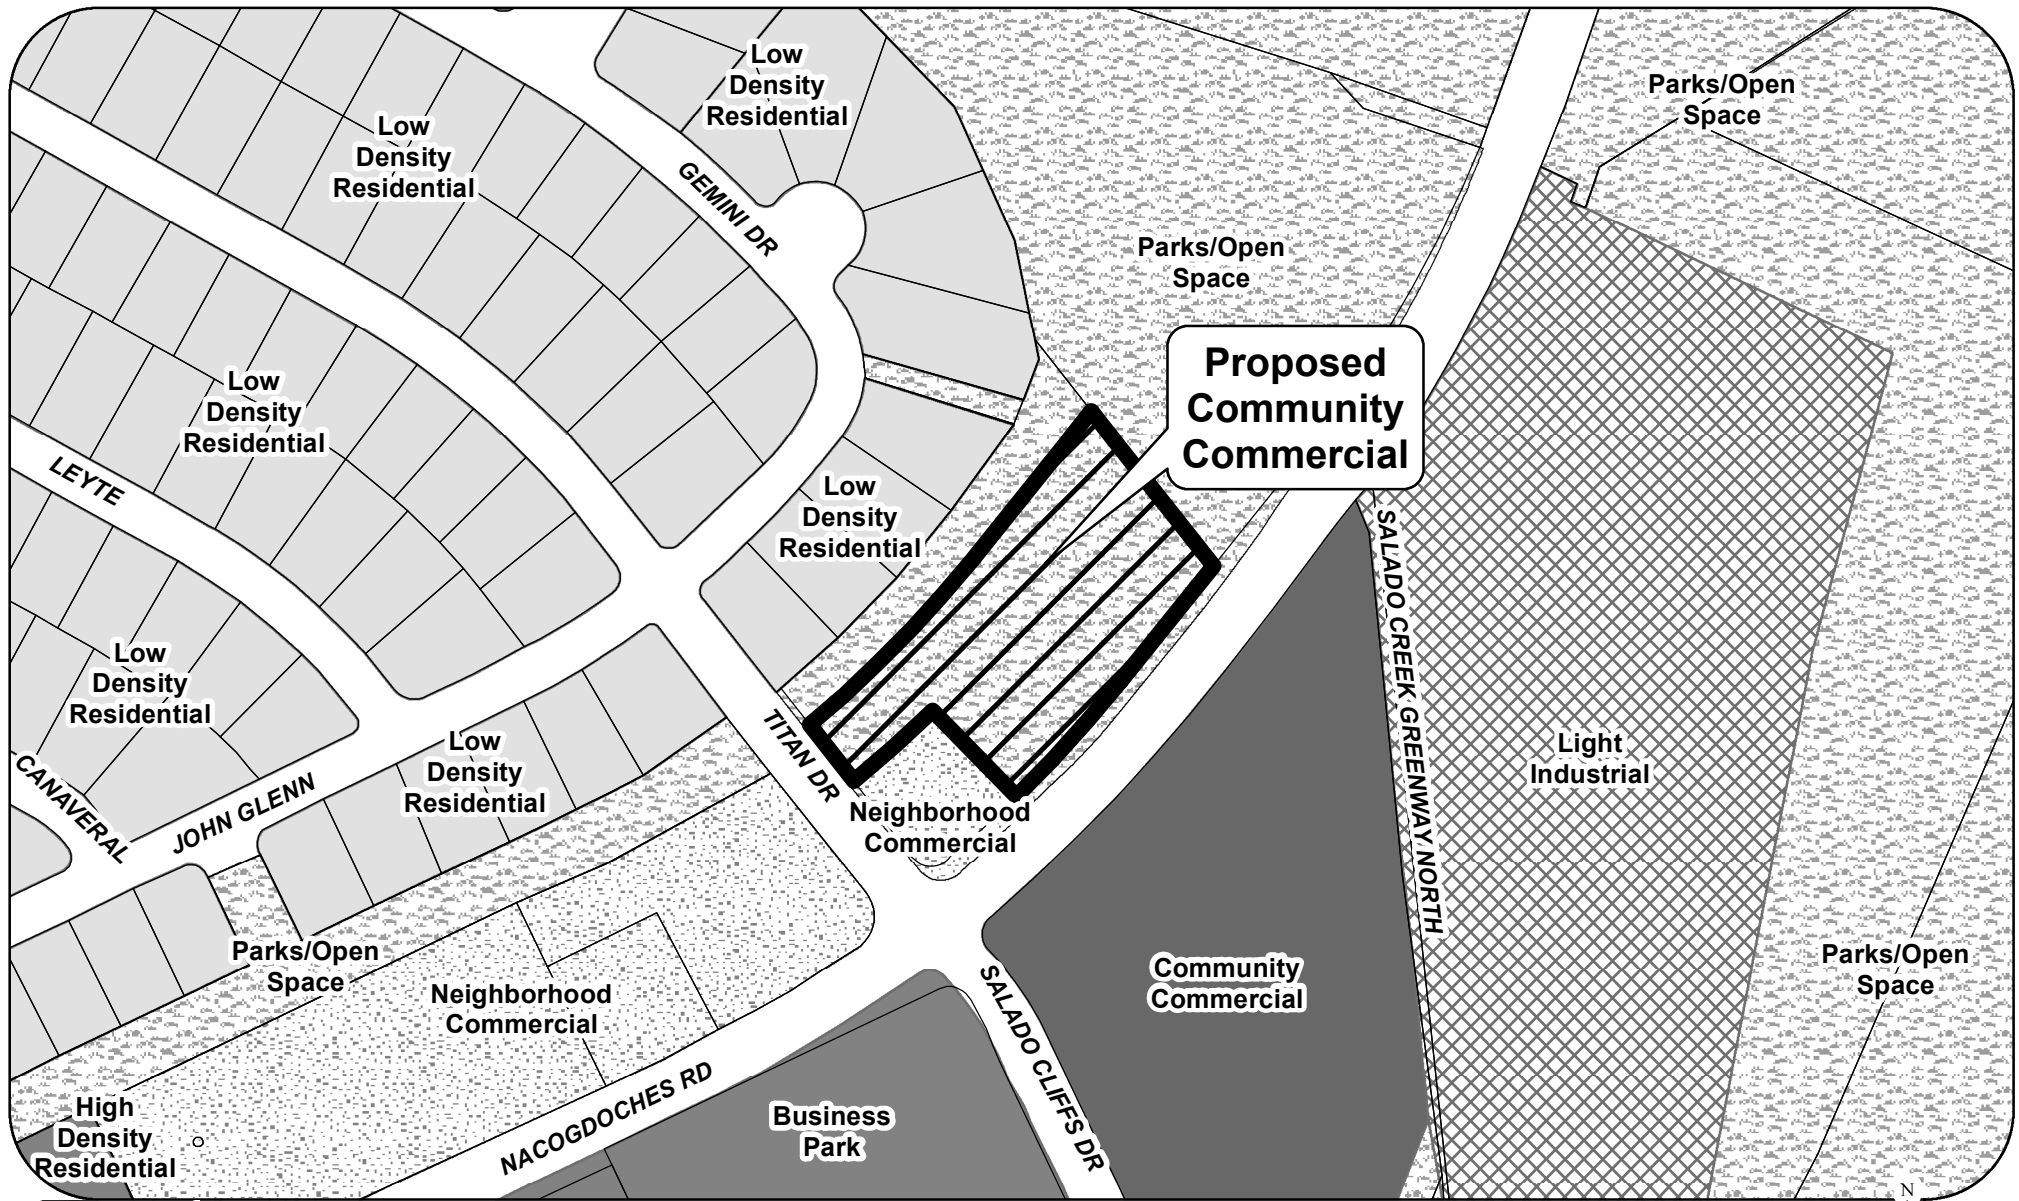 Low
Density
Residential
Low
Density
Residential
Parks/Open
Space
GEMINI DR
Parks/Open
Space
Proposed
Community
Commercial
Low
Density
Residential
LEYTE
Low
Density
Residential
SALADO CREEK GREENWAY NORTH
Low
Density
Residential
TITAN DR
Low
Density
Residential
Light
Industrial
CANAVERAL
JOHN GLENN
Neighborhood
Commercial
Parks/Open
Space
Neighborhood
Commercial
SALADO CLIFFS DR
Community
Commercial
Parks/Open
Space
NACOGDOCHES RD
High
Density
Residential
Business
Park
N